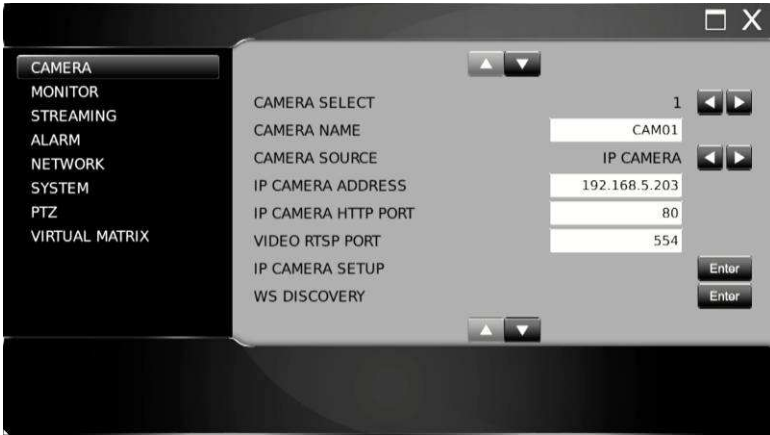 X
CAMERA
MONITOR
STREAMING
ALARM
NETWORK
SYSTEM
PTZ
VIRTUAL MATRIX
CAMERA SELECT 1
CAMERA NAME CAM01
CAMERA SOURCE IP CAMERA
IP CAMERA ADDRESS 192.168.5.203
IP CAMERA HTTP PORT 80
VIDEO RTSP PORT 554
IP CAMERA SETUP Enter
WS DISCOVERY Enter